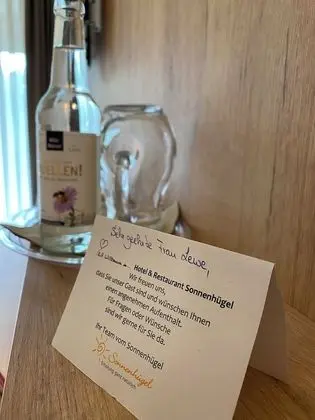 ELLEN!
Sehr geehrte Frau Lewe,
Hotel & Restaurant Sonnenhügel
Wir freuen uns,
dass Sie unser Gast sind und wünschen Ihnen
einen angenehmen Aufenthalt.
Für Fragen oder Wünsche
sind wir gerne für Sie da.
Ihr Team vom Sonnenhügel
Sonnenhügel